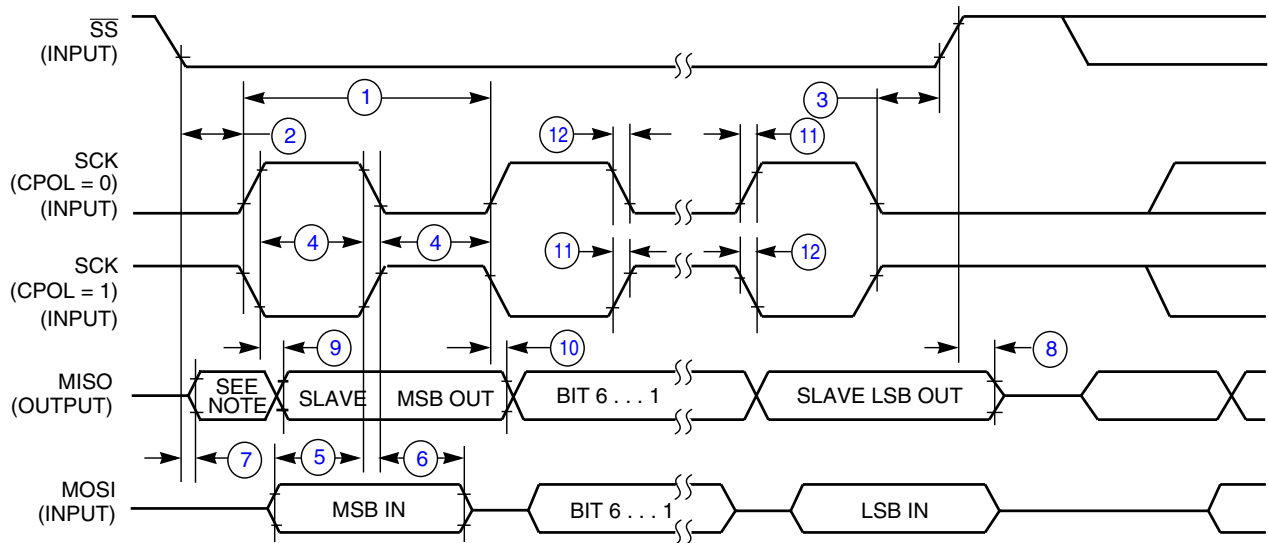 SS
(INPUT)
1
3
2
12
11
SCK
(CPOL = 0)
(INPUT)
4
4
11
12
SCK
(CPOL = 1)
(INPUT)
9
10
8
MISO
(OUTPUT)
SEE
NOTE
SLAVE
MSB OUT
BIT 6 . . . 1
SLAVE LSB OUT
7
5
6
MOSI
(INPUT)
MSB IN
BIT 6 . . . 1
LSB IN